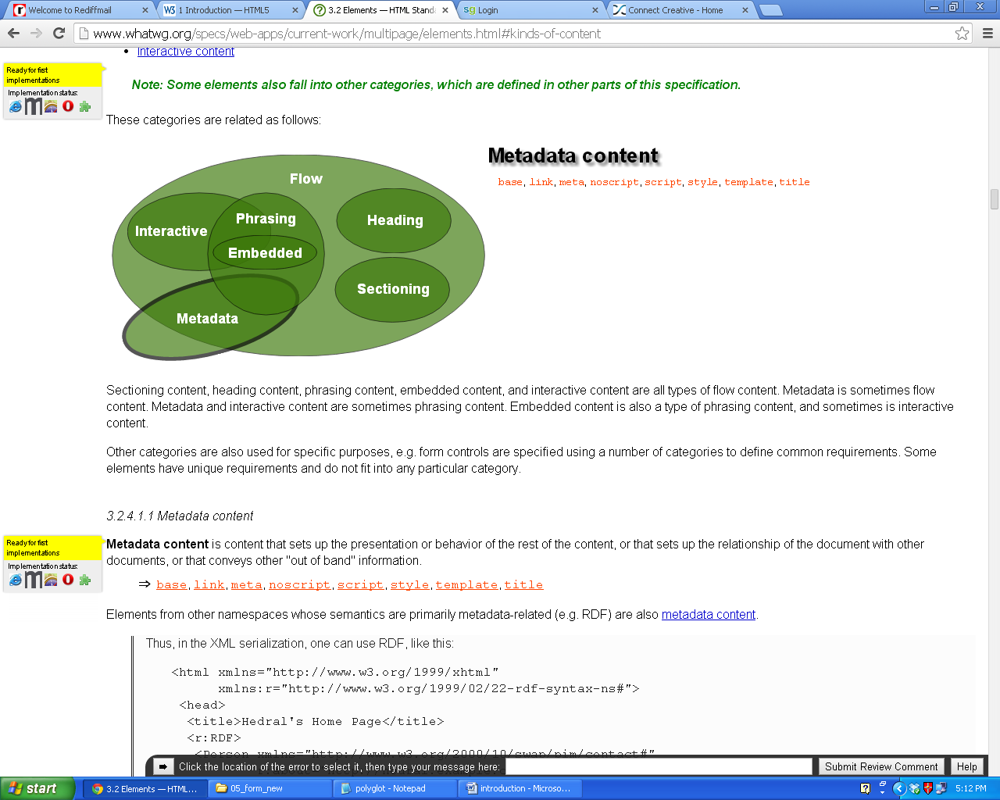 Welcome to Rediffmail
1 Introduction — HTML5
3.2 Elements — HTML Stand
Login
Connect Creative - Home
www.whatwg.org/specs/web-apps/current-work/multipage/elements.html#kinds-of-content
Interactive content
Ready for first
implementations
Implementation status:
Note: Some elements also fall into other categories, which are defined in other parts of this specification.
These categories are related as follows:
Flow
Phrasing
Interactive
Embedded
Heading
Sectioning
Metadata
Metadata content
base, link, meta, noscript, script, style, template, title
Sectioning content, heading content, phrasing content, embedded content, and interactive content are all types of flow content. Metadata is sometimes flow
content. Metadata and interactive content are sometimes phrasing content. Embedded content is also a type of phrasing content, and sometimes is interactive
content.
Other categories are also used for specific purposes, e.g. form controls are specified using a number of categories to define common requirements. Some
elements have unique requirements and do not fit into any particular category.
3.2.4.1.1 Metadata content
Ready for first
implementations
Implementation status:
Metadata content is content that sets up the presentation or behavior of the rest of the content, or that sets up the relationship of the document with other
documents, or that conveys other "out of band" information.
⇒ base, link, meta, noscript, script, style, template, title
Elements from other namespaces whose semantics are primarily metadata-related (e.g. RDF) are also metadata content.
Thus, in the XML serialization, one can use RDF, like this:
<html xmlns="http://www.w3.org/1999/xhtml"
xmlns:r="http://www.w3.org/1999/02/22-rdf-syntax-ns#">
<head>
<title>Hedral's Home Page</title>
<r:RDF>
<Person xmlns="http://www.w3.org/2000/10/swap/pim/contact#"
Click the location of the error to select it, then type your message here:
Submit Review Comment
Help
start
3.2 Elements — HTML...
05_form_new
polyglot - Notepad
introduction - Microso...
5:12 PM